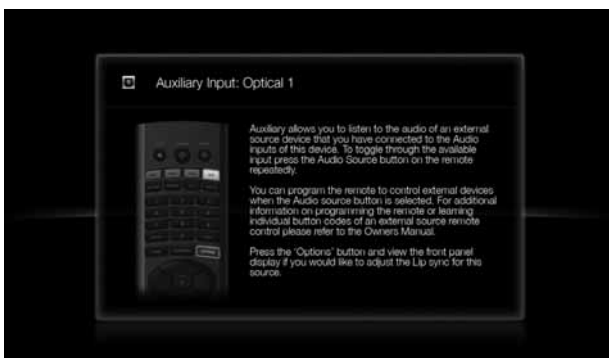 Auxiliary Input: Optical 1
Auxiliary allows you to listen to the audio of an external
source device that you have connected to the Audio
inputs of this device. To toggle through the available
input press the Audio Source button on the remote
repeatedly.
You can program the remote to control external devices
when the Audio source button is selected. For additional
information on programming the remote or learning
individual button codes of an external source remote
control please refer to the Owners Manual.
Press the 'Options' button and view the front panel
display if you would like to adjust the Lip sync for this
source.